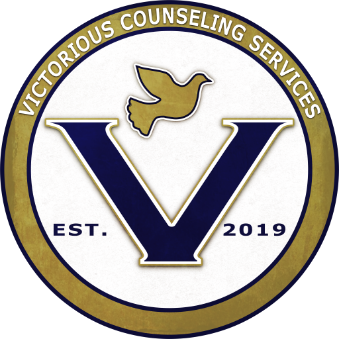 VICTORIOUS COUNSELING SERVICES
V
EST. 2019